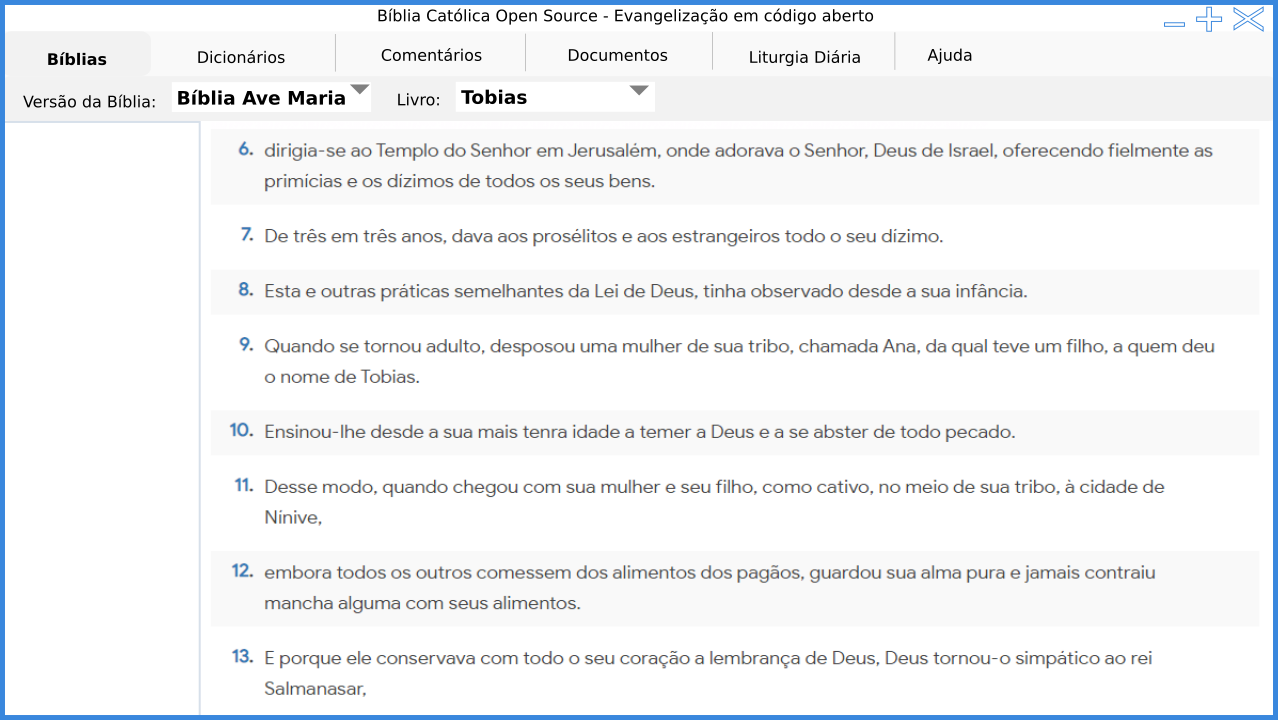 Bíblia Católica Open Source - Evangelização em código aberto
Bíblias
Dicionários
Comentários
Documentos
Liturgia Diária
Ajuda
Versão da Bíblia:
Bíblia Ave Maria
Livro:
Tobias
6. dirigia-se ao Templo do Senhor em Jerusalém, onde adorava o Senhor, Deus de Israel, oferecendo fielmente as
primícias e os dízimos de todos os seus bens.
7. De três em três anos, dava aos prosélitos e aos estrangeiros todo o seu dízimo.
8. Esta e outras práticas semelhantes da Lei de Deus, tinha observado desde a sua infância.
9. Quando se tornou adulto, desposou uma mulher de sua tribo, chamada Ana, da qual teve um filho, a quem deu
o nome de Tobias.
10. Ensinou-lhe desde a sua mais tenra idade a temer a Deus e a se abster de todo pecado.
11. Desse modo, quando chegou com sua mulher e seu filho, como cativo, no meio de sua tribo, à cidade de
Nínive,
12. embora todos os outros comessem dos alimentos dos pagãos, guardou sua alma pura e jamais contraiu
mancha alguma com seus alimentos.
13. E porque ele conservava com todo o seu coração a lembrança de Deus, Deus tornou-o simpático ao rei
Salmanasar,